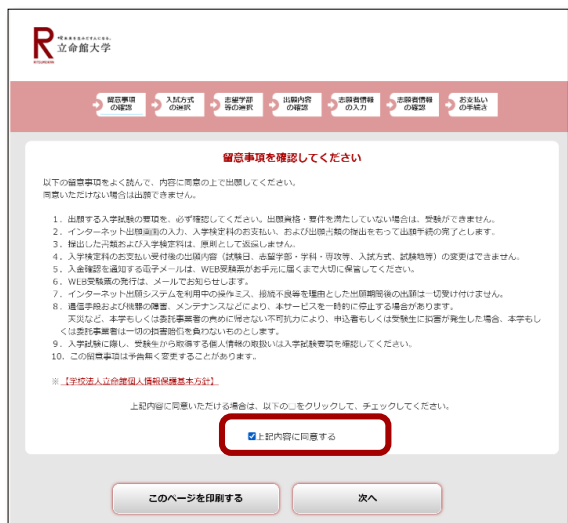 立命館大学
RITSUMEIKAN
留意事項
の確認
入試方式
の選択
志望学部
等の選択
出願内容
の確認
志願者情報
の入力
志願者情報
の確認
お支払い
の手続き
留意事項を確認してください
以下の留意事項をよく読んで、内容に同意の上で出願してください。
同意いただけない場合は出願できません。
1. 出願する入学試験の要項を、必ず確認してください。出願資格・要件を満たしていない場合は、受験ができません。
2. インターネット出願画面の入力、入学検定料のお支払い、および出願書類の提出をもって出願手続の完了とします。
3. 提出した書類および入学検定料は、原則として返還しません。
4. 入学検定料のお支払い受付後の出願内容（試験日、志望学部・学科・専攻等、入試方式、試験地等）の変更はできません。
5. 入金確認を通知する電子メールは、WEB受験票がお手元に届くまで大切に保管してください。
6. WEB受験票の発行は、メールでお知らせします。
7. インターネット出願システムを利用中の操作ミス、接続不良等を理由とした出願期間後の出願は一切受け付けません。
8. 通信手段および機器の障害、メンテナンスなどにより、本サービスを一時的に停止する場合があります。
天災など、本学もしくは委託事業者の責めに帰さない不可抗力により、申込者もしくは受験生に損害が発生した場合、本学もし
くは委託事業者は一切の損害賠償を負わないものとします。
9. 入学試験に際し、受験生から取得する個人情報の取扱いは入学試験要項を確認してください。
10. この留意事項は予告無く変更することがあります。
※【学校法人立命館個人情報保護基本方針】
上記内容に同意いただける場合は、以下の□をクリックして、チェックしてください。
上記内容に同意する
このページを印刷する
次へ